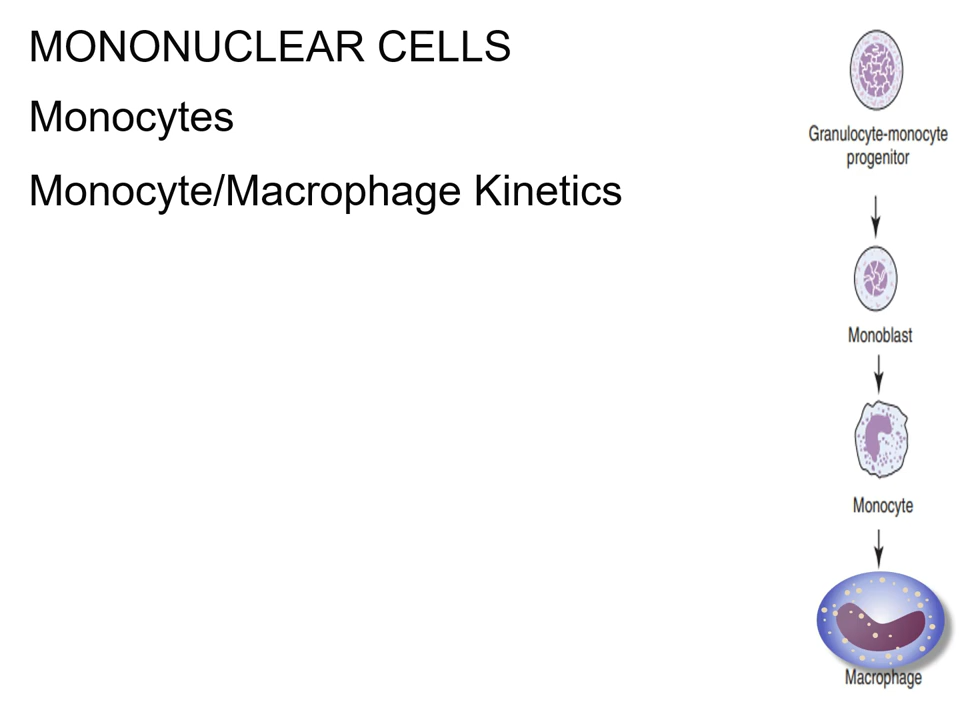 MONONUCLEAR CELLS
Monocytes
Monocyte/Macrophage Kinetics
Granulocyte-monocyte
progenitor
Monoblast
Monocyte
Macrophage